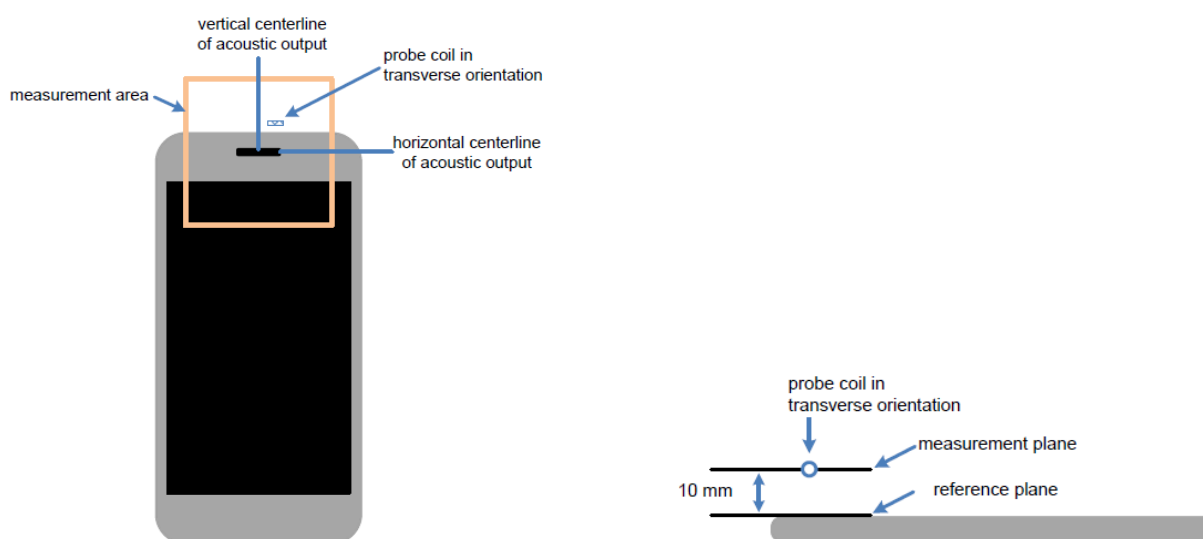 vertical centerline
of acoustic output
probe coil in
transverse orientation
measurement area
horizontal centerline
of acoustic output
probe coil in
transverse orientation
measurement plane
10 mm
reference plane